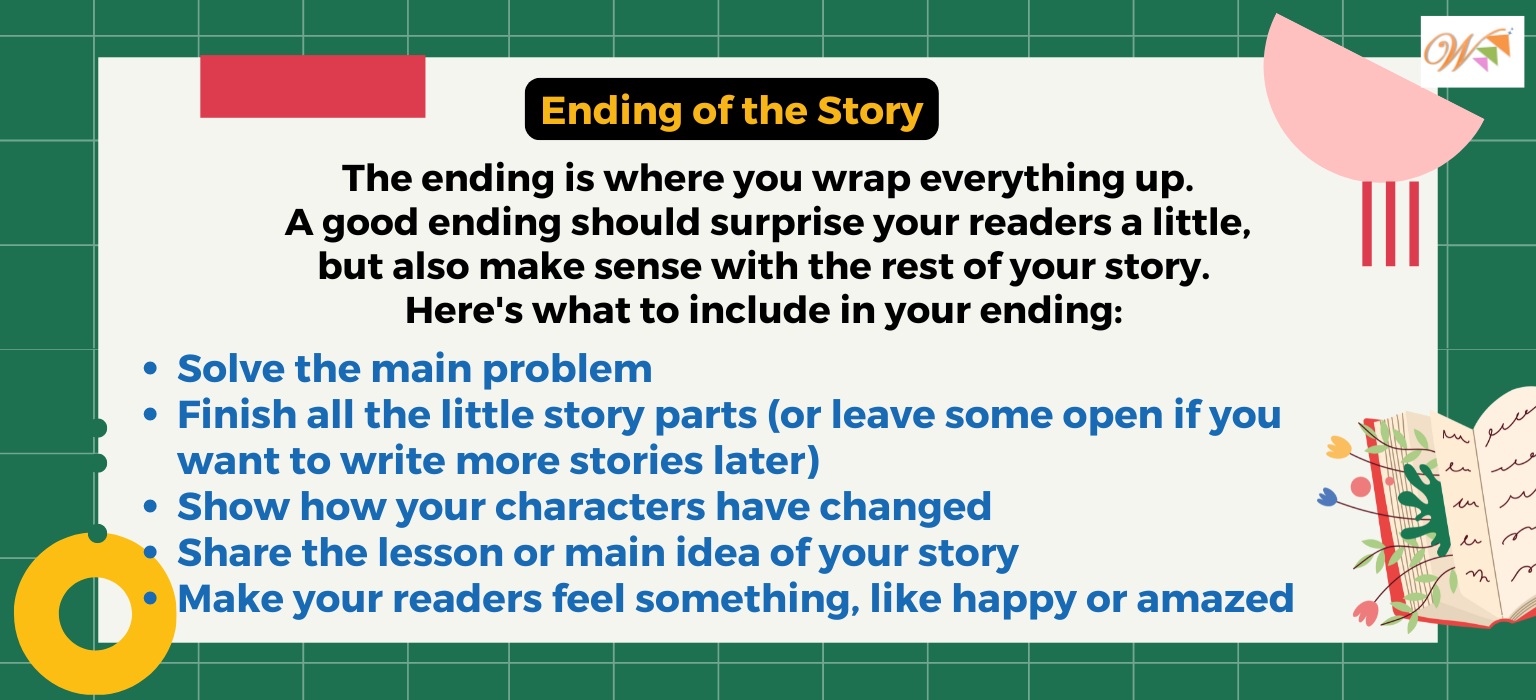 Ending of the Story
The ending is where you wrap everything up.
A good ending should surprise your readers a little,
but also make sense with the rest of your story.
Here's what to include in your ending:
• Solve the main problem
• Finish all the little story parts (or leave some open if you
want to write more stories later)
• Show how your characters have changed
• Share the lesson or main idea of your story
• Make your readers feel something, like happy or amazed